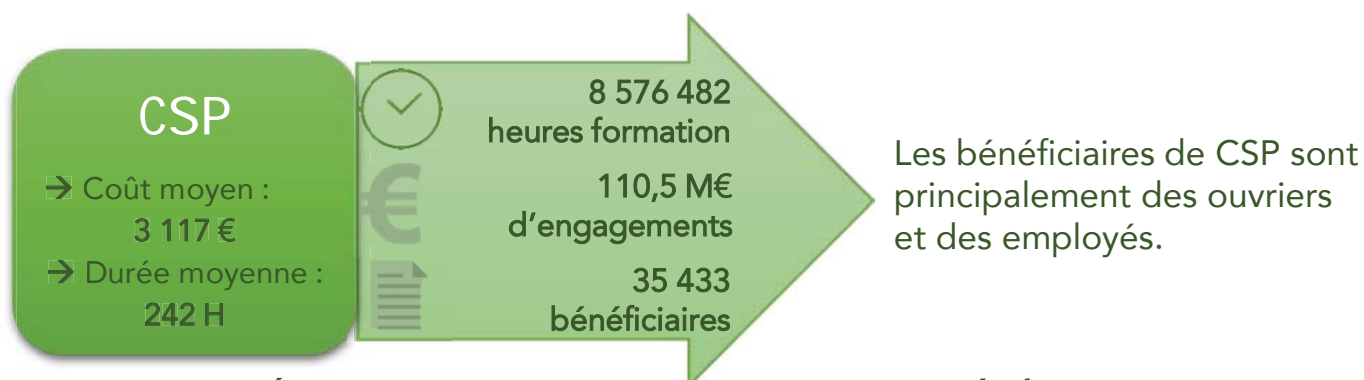 CSP
→ Coût moyen :
3 117 €
→ Durée moyenne :
242 H
8 576 482
heures formation
€
110,5 M€
d’engagements
35 433
bénéficiaires
Les bénéficiaires de CSP sont
principalement des ouvriers
et des employés.